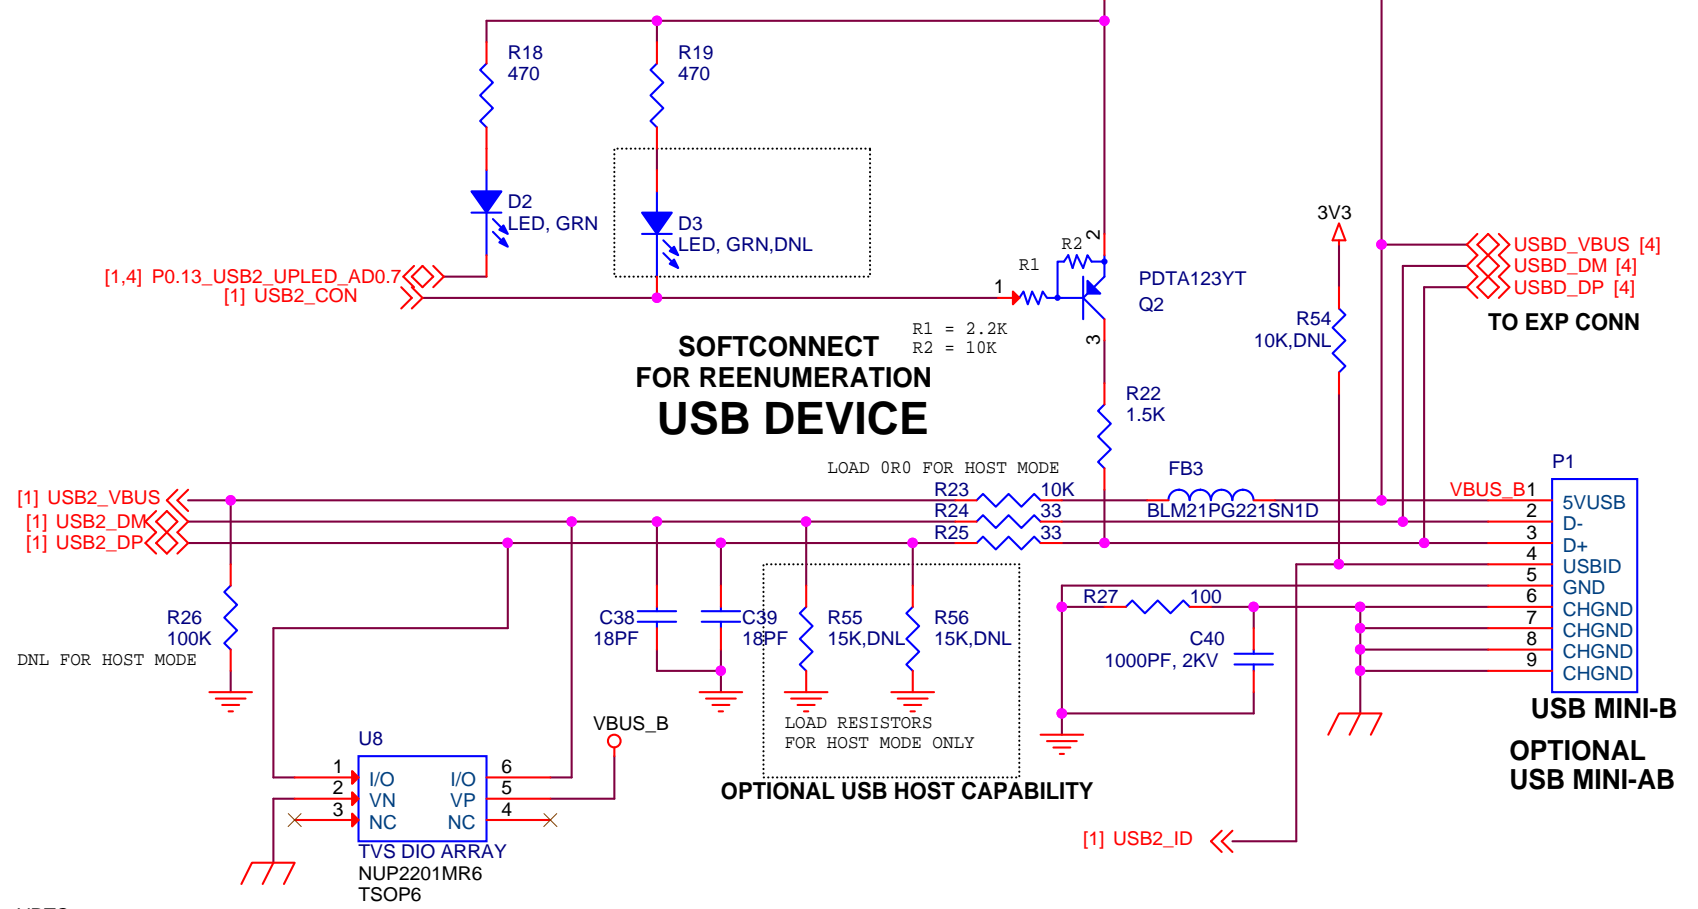 R18
470
R19
470
D2
LED, GRN
D3
LED, GRN,DNL
[1,4] P0.13_USB2_UPLED_AD0.7
[1] USB2_CON
R1
R2
1
2
3
PDTA123YT
Q2
R1 = 2.2K
R2 = 10K
SOFTCONNECT
FOR REENUMERATION
USB DEVICE
3V3
R54
10K,DNL
USBD_VBUS [4]
USBD_DM [4]
USBD_DP [4]
TO EXP CONN
R22
1.5K
LOAD 0R0 FOR HOST MODE
[1] USB2_VBUS
[1] USB2_DM
[1] USB2_DP
R23 10K
R24 33
R25 33
FB3
BLM21PG221SN1D
P1
VBUS_B
1 5VUSB
2 D-
3 D+
4 USBID
5 GND
6 CHGND
7 CHGND
8 CHGND
9 CHGND
USB MINI-B
OPTIONAL
USB MINI-AB
R26
100K
DNL FOR HOST MODE
C38
18PF
C39
18PF
R55
15K,DNL
R56
15K,DNL
LOAD RESISTORS
FOR HOST MODE ONLY
OPTIONAL USB HOST CAPABILITY
R27 100
C40
1000PF, 2KV
VBUS_B
U8
1 I/O I/O 6
2 VN VP 5
3 NC NC 4
TVS DIO ARRAY
NUP2201MR6
TSOP6
[1] USB2_ID